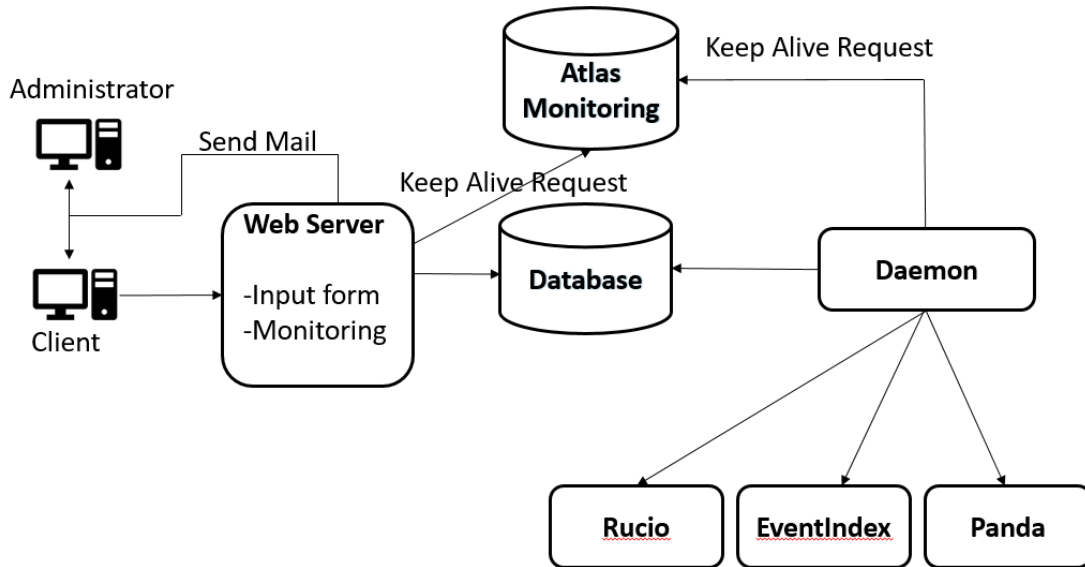 Atlas
Monitoring
Keep Alive Request
Administrator
Send Mail
Keep Alive Request
Web Server
-Input form
-Monitoring
Database
Daemon
Client
Rucio
EventIndex
Panda